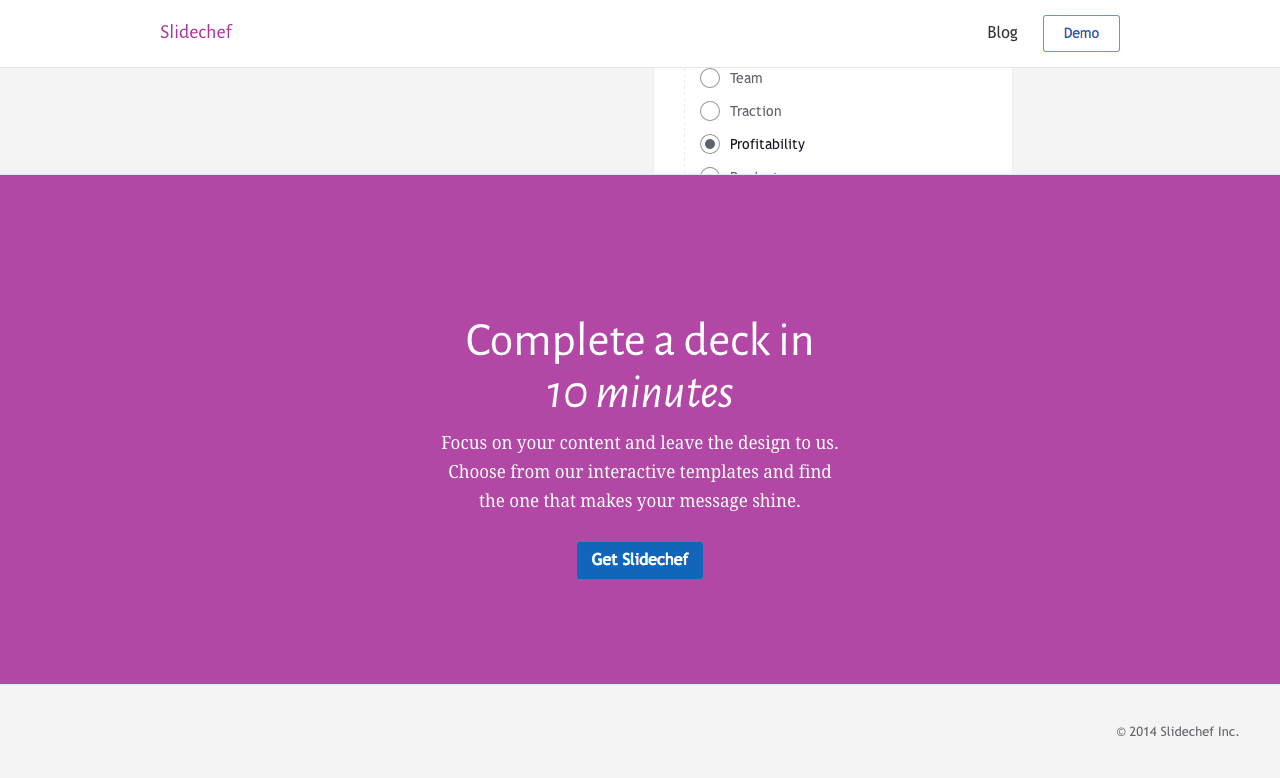 Slidechef
Blog
Demo
Team
Traction
Profitability
Complete a deck in
10 minutes
Focus on your content and leave the design to us.
Choose from our interactive templates and find
the one that makes your message shine.
Get Slidechef
© 2014 Slidechef Inc.